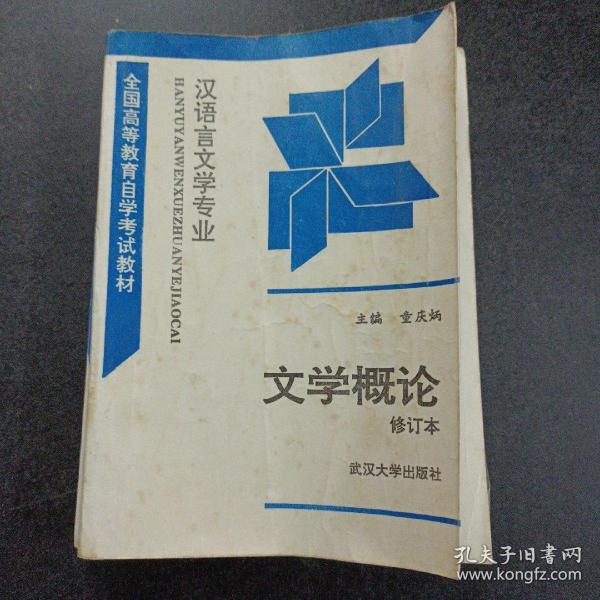 全国高等教育自学考试教材
汉语言文学专业
HANYUYANWENXUEZHUANYEJIAOCAI
主编 童庆炳
文学概论
修订本
武汉大学出版社
孔夫子旧书网
www.kongfz.com